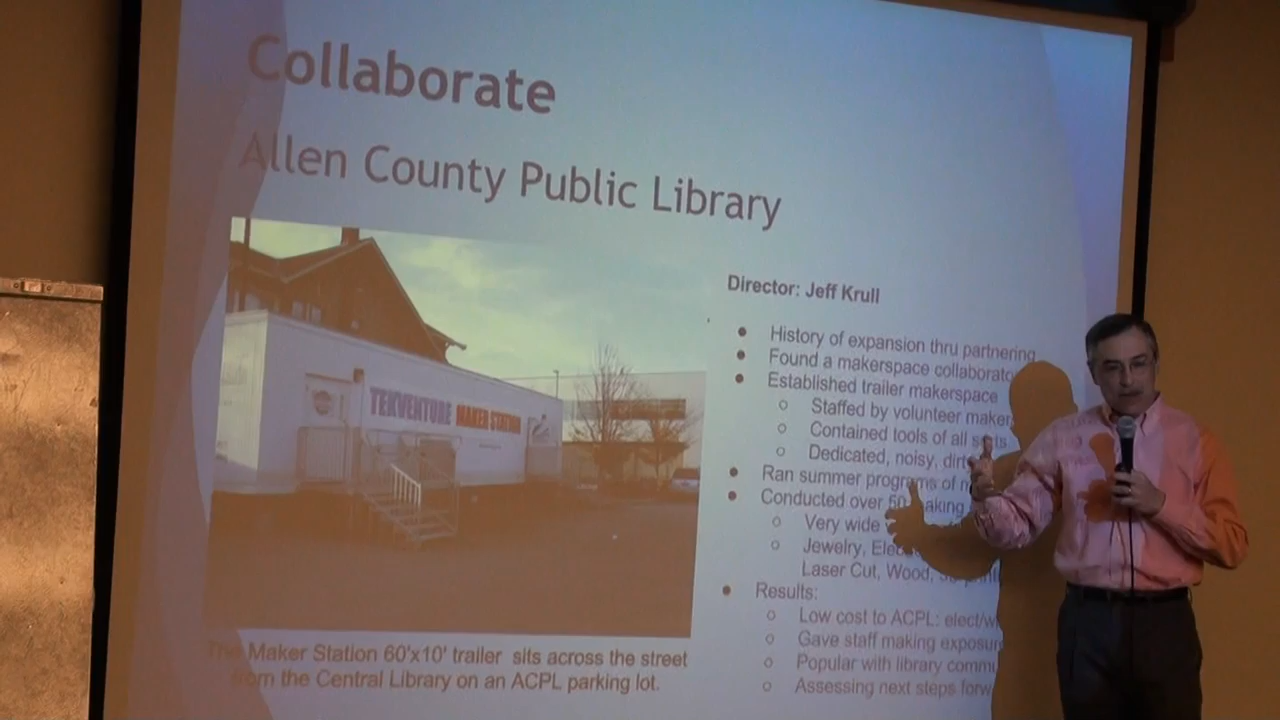 Collaborate
Allen County Public Library
TEKVENTURE MAKER STATION
Director: Jeff Krull
History of expansion thru partnering
Found a makerspace collaborator
Established trailer makerspace
Staffed by volunteer maker
Contained tools of all
Dedicated, noisy,
Ran summer programs of
Conducted over
Very wide
Jewelry,
Laser Cut, Wood,
Results:
Low cost to ACPL:
Gave staff making
Popular with library
Assessing next steps
The Maker Station 60'x10' trailer sits across the street
from the Central Library on an ACPL parking lot.